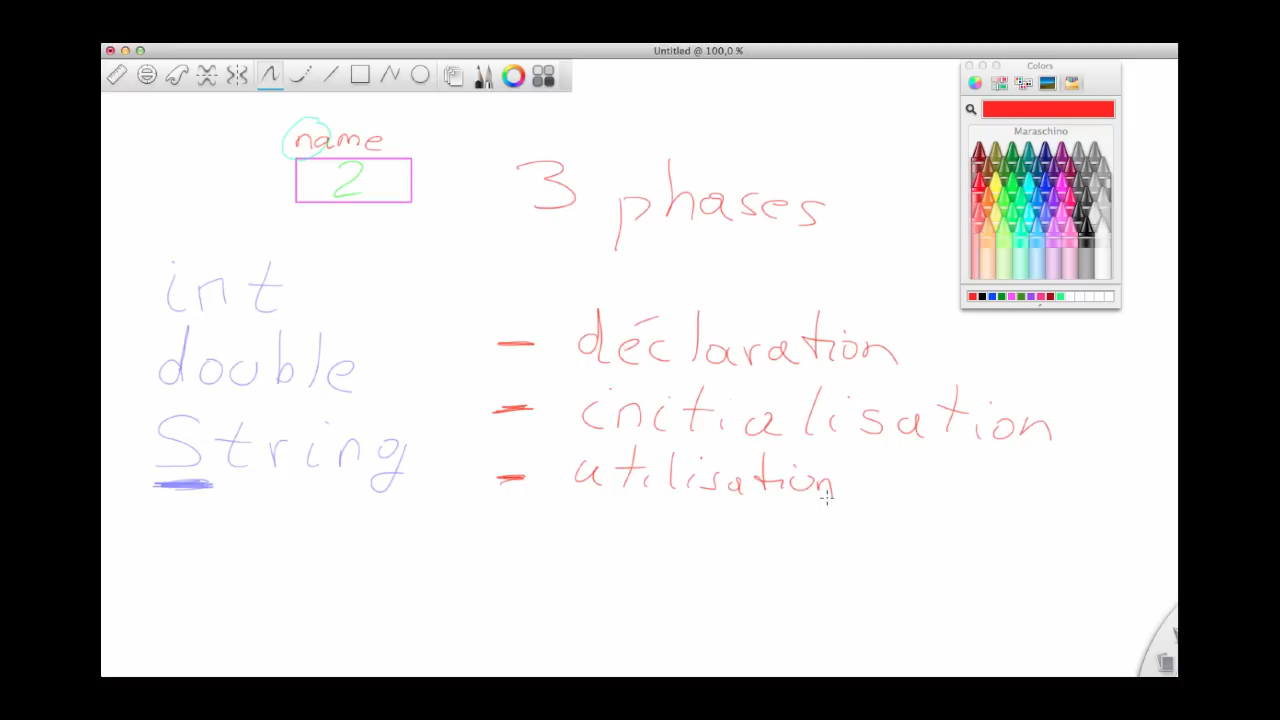 Untitled @ 100,0 %
Colors
Maraschino
name
2
3 phases
int
double
String
- déclaration
- initialisation
- utilisation